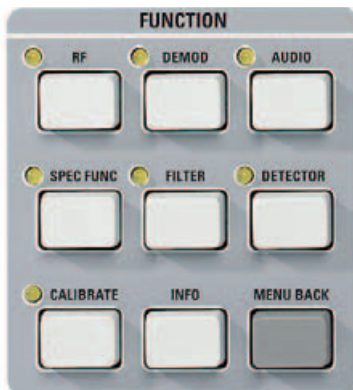 FUNCTION
RF DEMOD AUDIO
SPEC FUNC FILTER DETECTOR
CALIBRATE INFO MENU BACK